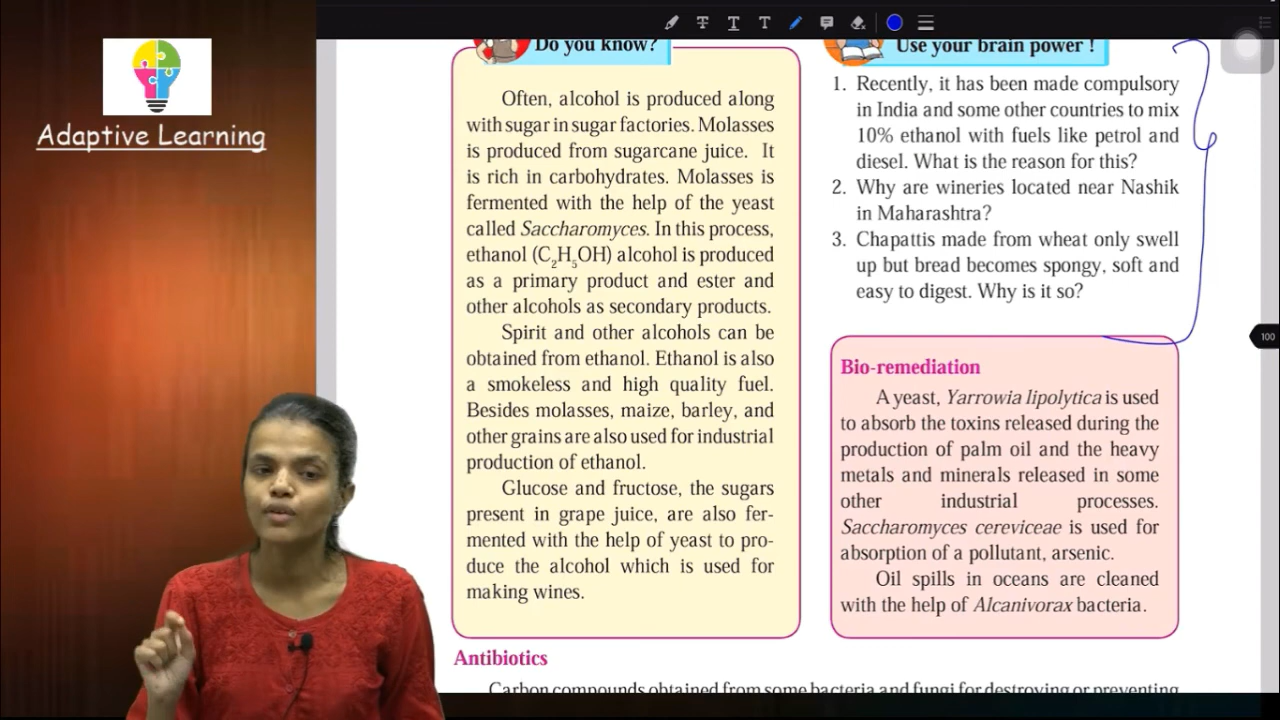 Adaptive Learning
Do you know?
Often, alcohol is produced along
with sugar in sugar factories. Molasses
is produced from sugarcane juice. It
is rich in carbohydrates. Molasses is
fermented with the help of the yeast
called Saccharomyces. In this process,
ethanol (C₂H₅OH) alcohol is produced
as a primary product and ester and
other alcohols as secondary products.
Spirit and other alcohols can be
obtained from ethanol. Ethanol is also
a smokeless and high quality fuel.
Besides molasses, maize, barley, and
other grains are also used for industrial
production of ethanol.
Glucose and fructose, the sugars
present in grape juice, are also fer-
mented with the help of yeast to pro-
duce the alcohol which is used for
making wines.
Use your brain power !
1. Recently, it has been made compulsory
in India and some other countries to mix
10% ethanol with fuels like petrol and
diesel. What is the reason for this?
2. Why are wineries located near Nashik
in Maharashtra?
3. Chapattis made from wheat only swell
up but bread becomes spongy, soft and
easy to digest. Why is it so?
100
Bio-remediation
A yeast, Yarrowia lipolytica is used
to absorb the toxins released during the
production of palm oil and the heavy
metals and minerals released in some
other industrial processes.
Saccharomyces cereviceae is used for
absorption of a pollutant, arsenic.
Oil spills in oceans are cleaned
with the help of Alcanivorax bacteria.
Antibiotics
Carbon compounds obtained from some bacteria and fungi for destroying or preventing